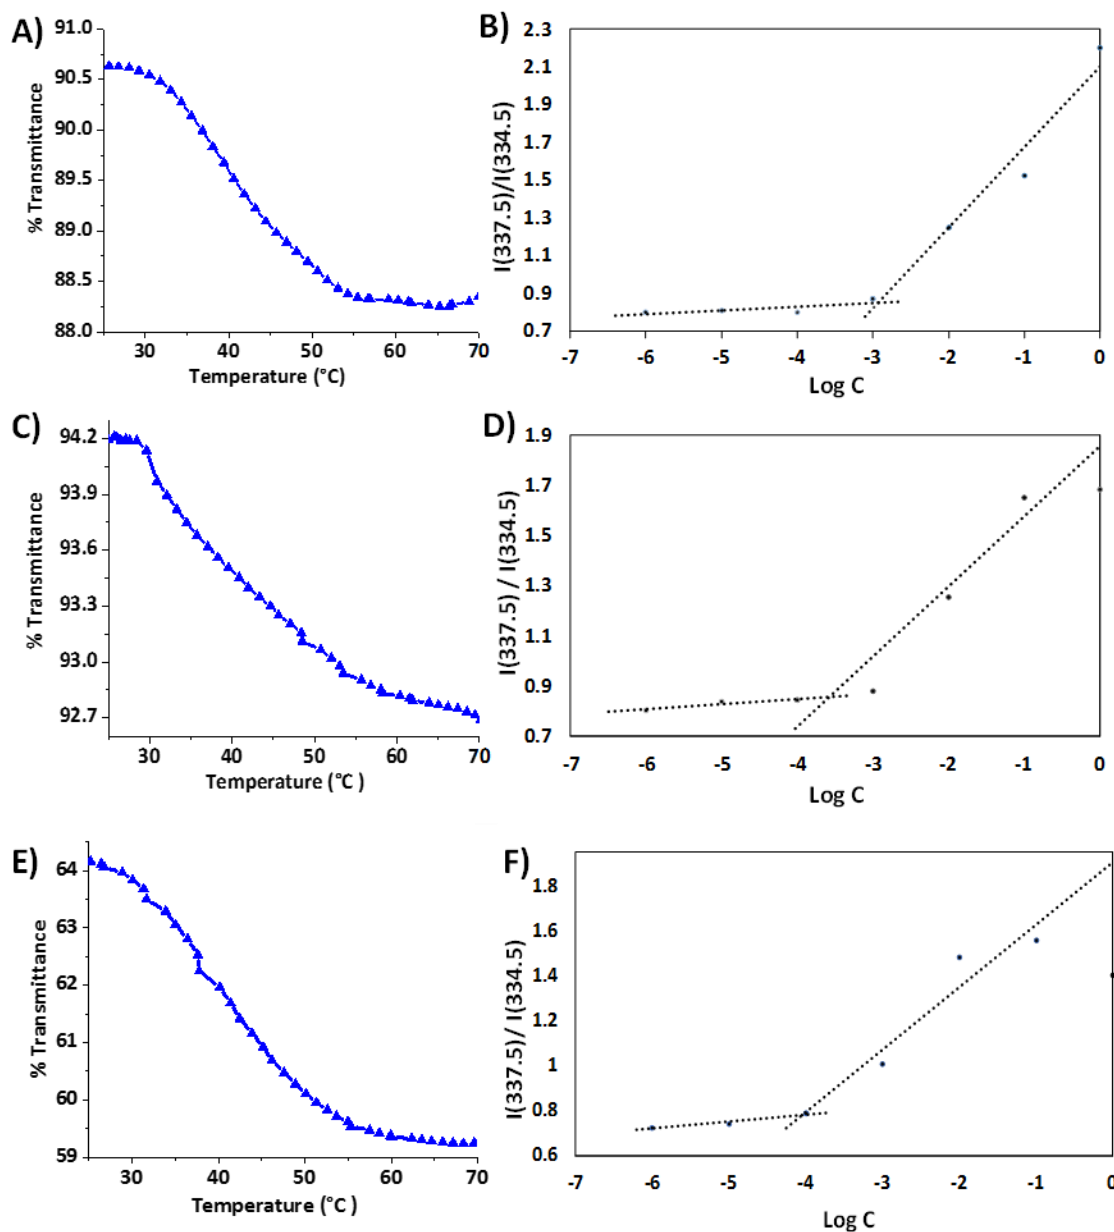 A)
91.0
90.5
90.0
89.5
89.0
88.5
88.0
% Transmittance
30 40 50 60 70
Temperature (°C)
B)
2.3
2.1
1.9
1.7
1.5
1.3
1.1
0.9
0.7
I(337.5)/I(334.5)
-7 -6 -5 -4 -3 -2 -1 0
Log C
C)
94.2
93.9
93.6
93.3
93.0
92.7
% Transmittance
30 40 50 60 70
Temperature (°C )
D)
1.9
1.7
1.5
1.3
1.1
0.9
0.7
I(337.5) / I(334.5)
-7 -6 -5 -4 -3 -2 -1 0
Log C
E)
64
63
62
61
60
59
% Transmittance
30 40 50 60 70
Temperature (°C )
F)
1.8
1.6
1.4
1.2
1
0.8
0.6
I(337.5)/ I(334.5)
-7 -6 -5 -4 -3 -2 -1 0
Log C